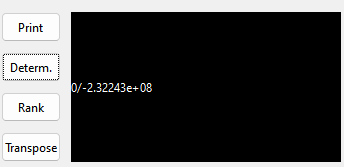 Print
Determ.
0/-2.32243e+08
Rank
Transpose